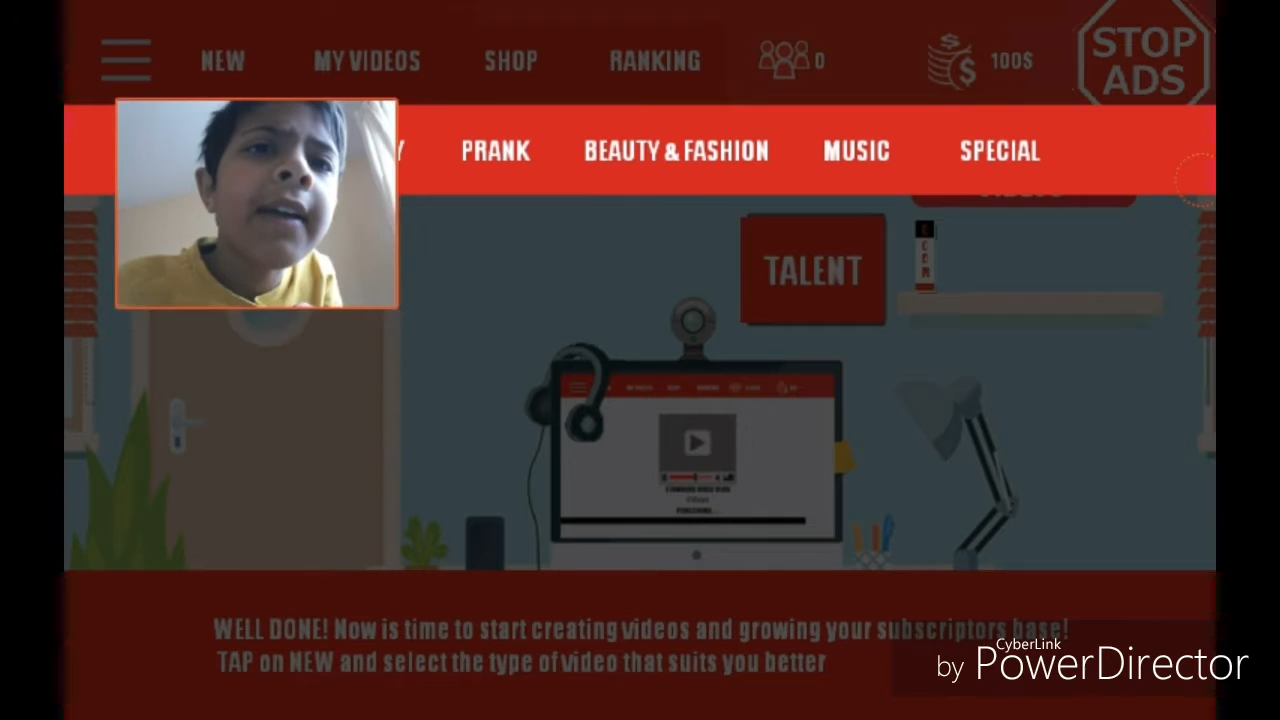 NEW MY VIDEOS SHOP RANKING 0 100$ STOP ADS
Y PRANK BEAUTY & FASHION MUSIC SPECIAL
TALENT
ICON
WELL DONE! Now is time to start creating videos and growing your subscriptors base!
TAP on NEW and select the type of video that suits you better
CyberLink
by PowerDirector